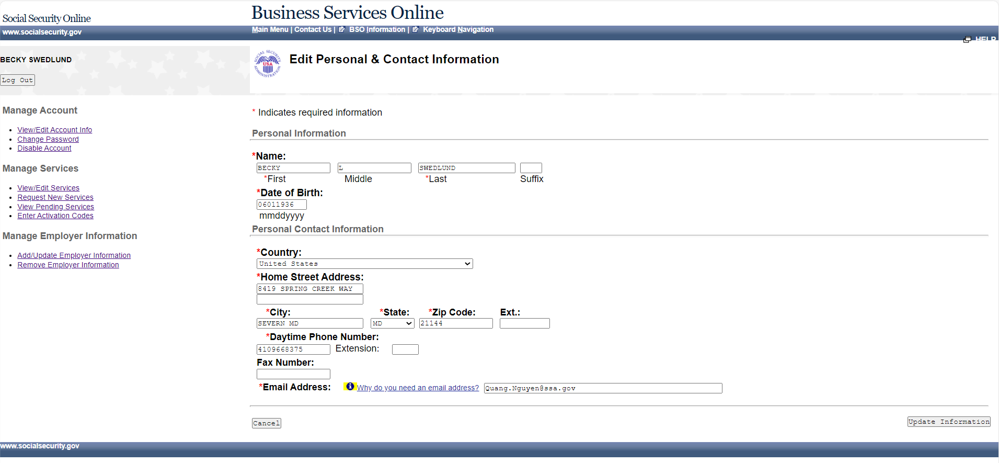 Social Security Online
Business Services Online
www.socialsecurity.gov
Main Menu | Contact Us | BSO Information | Keyboard Navigation
HELP
BECKY SWEDLUND
Log Out
SOCIAL SECURITY ADMINISTRATION
USA
Edit Personal & Contact Information
Manage Account
View/Edit Account Info
Change Password
Disable Account
Manage Services
View/Edit Services
Request New Services
View Pending Services
Enter Activation Codes
Manage Employer Information
Add/Update Employer Information
Remove Employer Information
* Indicates required information
Personal Information
*Name:
BECKY L SWEDLUND
*First Middle *Last Suffix
*Date of Birth:
06011936
mmddyyyy
Personal Contact Information
*Country:
United States
*Home Street Address:
8419 SPRING CREEK WAY
*City: *State: *Zip Code: Ext.:
SEVERN MD MD 21144
*Daytime Phone Number:
4109668375 Extension:
Fax Number:
*Email Address: Why do you need an email address? Quang.Nguyen@ssa.gov
Cancel Update Information
www.socialsecurity.gov